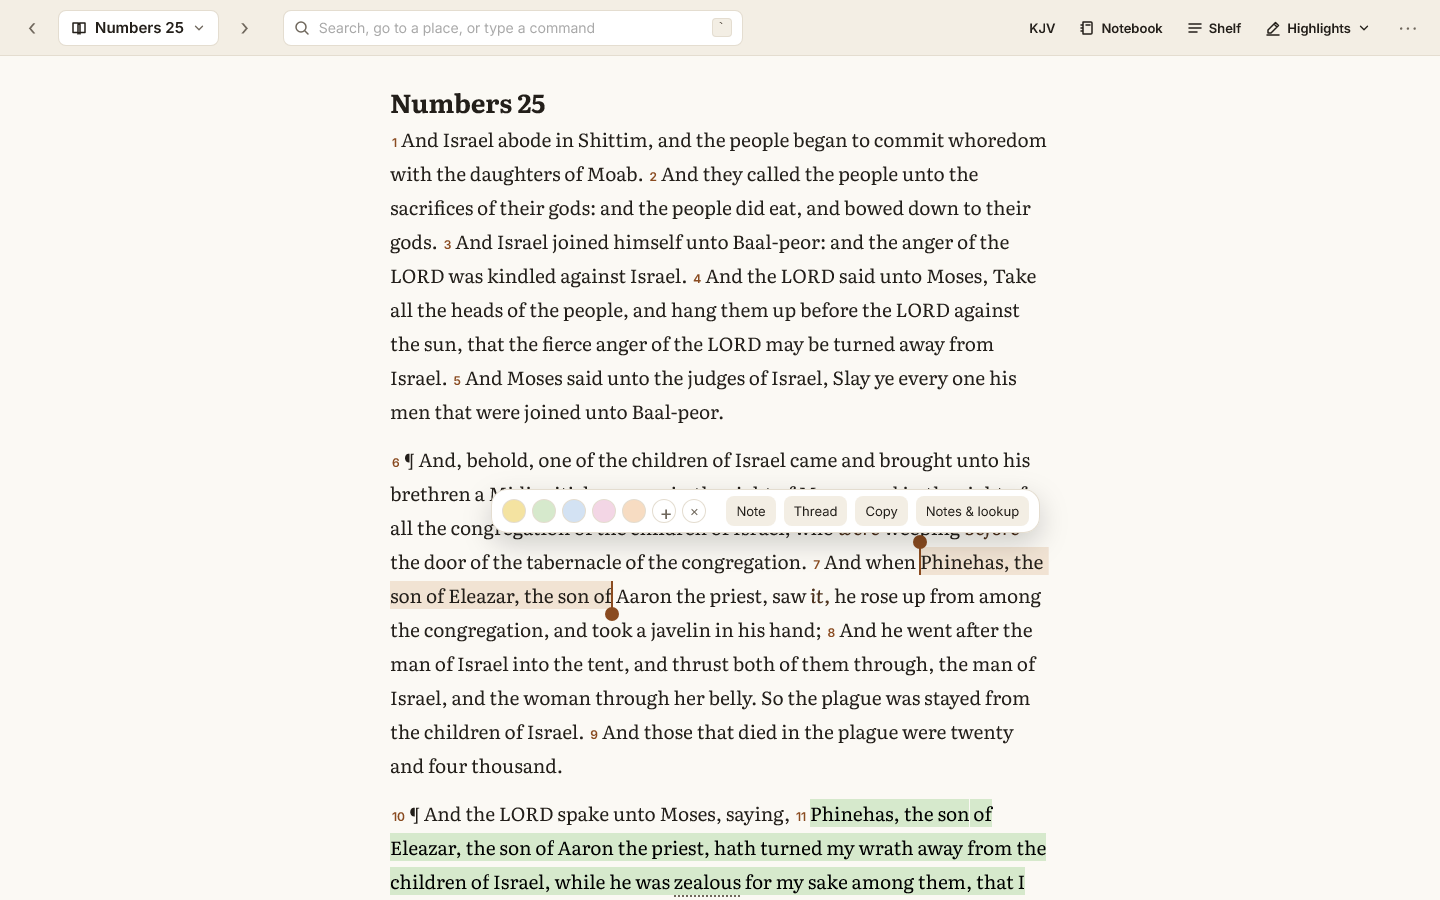 Numbers 25
Search, go to a place, or type a command
`
KJV
Notebook
Shelf
Highlights
Numbers 25
1 And Israel abode in Shittim, and the people began to commit whoredom
with the daughters of Moab. 2 And they called the people unto the
sacrifices of their gods: and the people did eat, and bowed down to their
gods. 3 And Israel joined himself unto Baal-peor: and the anger of the
LORD was kindled against Israel. 4 And the LORD said unto Moses, Take
all the heads of the people, and hang them up before the LORD against
the sun, that the fierce anger of the LORD may be turned away from
Israel. 5 And Moses said unto the judges of Israel, Slay ye every one his
men that were joined unto Baal-peor.
6 ¶ And, behold, one of the children of Israel came and brought unto his
brethren a
Note
Thread
Copy
Notes & lookup
all the congregation of the children of Israel, who were weeping before
the door of the tabernacle of the congregation. 7 And when Phinehas, the
son of Eleazar, the son of Aaron the priest, saw it, he rose up from among
the congregation, and took a javelin in his hand; 8 And he went after the
man of Israel into the tent, and thrust both of them through, the man of
Israel, and the woman through her belly. So the plague was stayed from
the children of Israel. 9 And those that died in the plague were twenty
and four thousand.
10 ¶ And the LORD spake unto Moses, saying, 11 Phinehas, the son of
Eleazar, the son of Aaron the priest, hath turned my wrath away from the
children of Israel, while he was zealous for my sake among them, that I